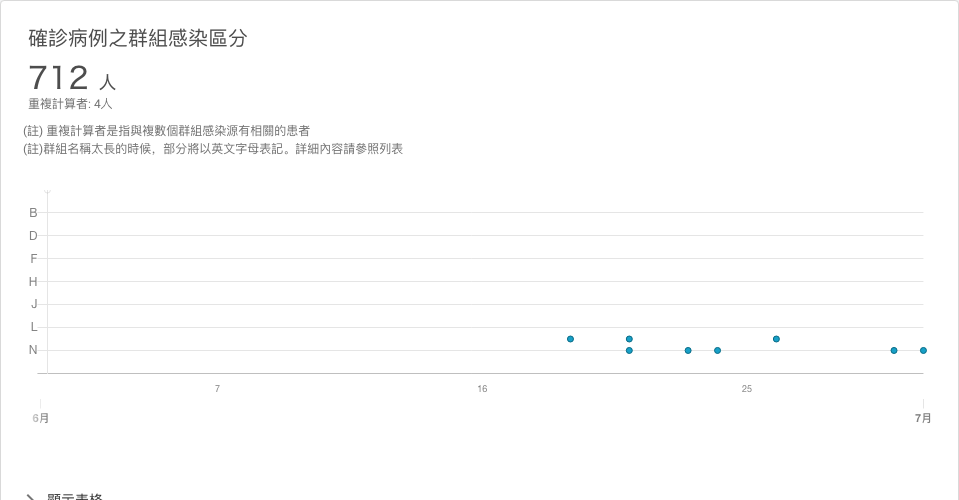 確診病例之群組感染區分
712 人
重複計算者: 4人
(註) 重複計算者是指與複數個群組感染源有相關的患者
(註)群組名稱太長的時候，部分將以英文字母表記。詳細內容請參照列表
B
D
F
H
J
L
N
7 16 25
6月 7月
顯示表格